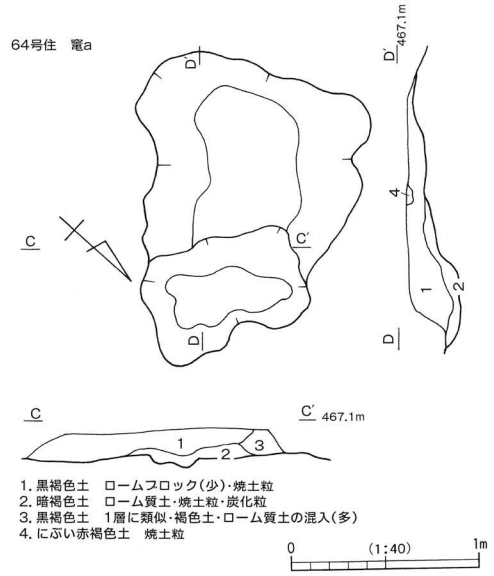 64号住 竃a
D′
467.1m
D′
4
C
C′
1
2
D
D
C
C′ 467.1m
1
3
2
1. 黒褐色土 ロームブロック(少)・焼土粒
2. 暗褐色土 ローム質土・焼土粒・炭化粒
3. 黒褐色土 1層に類似・褐色土・ローム質土の混入(多)
4. にぶい赤褐色土 焼土粒
0 (1:40) 1m